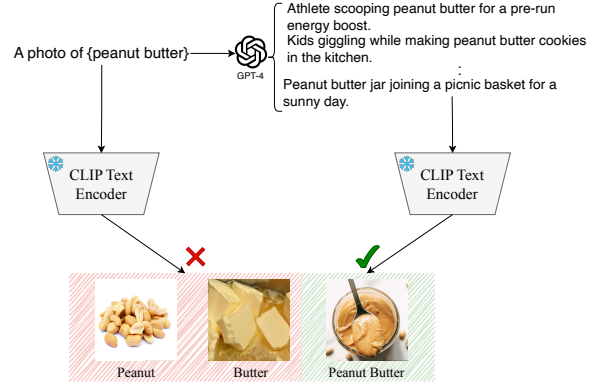 Athlete scooping peanut butter for a pre-run
energy boost.
Kids giggling while making peanut butter cookies
in the kitchen.
:
Peanut butter jar joining a picnic basket for a
sunny day.
A photo of {peanut butter}
GPT-4
CLIP Text
Encoder
CLIP Text
Encoder
Peanut
Butter
Peanut Butter